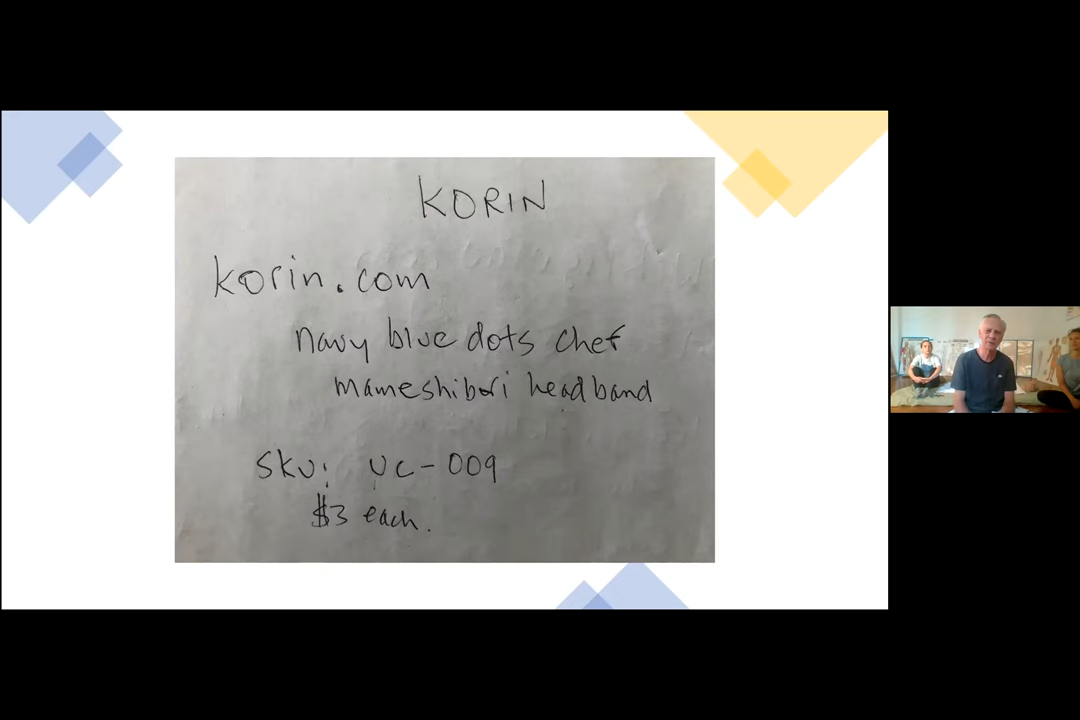 KORIN
korin.com
navy blue dots chef
mameshibori headband
SKU: UC-009
$3 each.